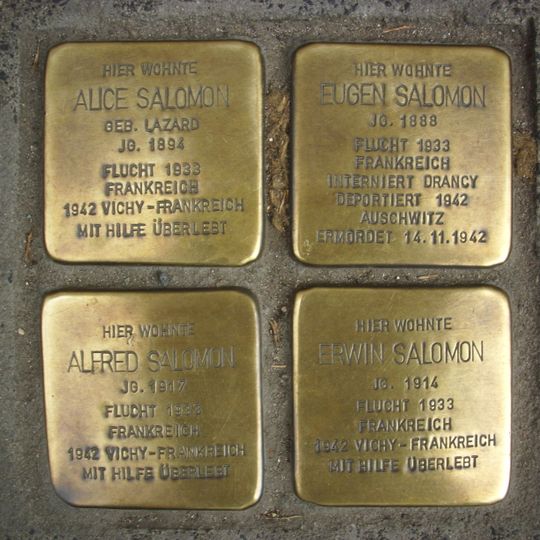 HIER WOHNTE
ALICE SALOMON
GEB. LAZARD
JG. 1894
FLUCHT 1933
FRANKREICH
1942 VICHY-FRANKREICH
MIT HILFE ÜBERLEBT
HIER WOHNTE
EUGEN SALOMON
JG. 1888
FLUCHT 1933
FRANKREICH
INTERNIERT DRANCY
DEPORTIERT 1942
AUSCHWITZ
ERMORDET 14.11.1942
HIER WOHNTE
ALFRED SALOMON
JG. 1917
FLUCHT 1933
FRANKREICH
1942 VICHY-FRANKREICH
MIT HILFE ÜBERLEBT
HIER WOHNTE
ERWIN SALOMON
JG. 1914
FLUCHT 1933
FRANKREICH
1942 VICHY-FRANKREICH
MIT HILFE ÜBERLEBT